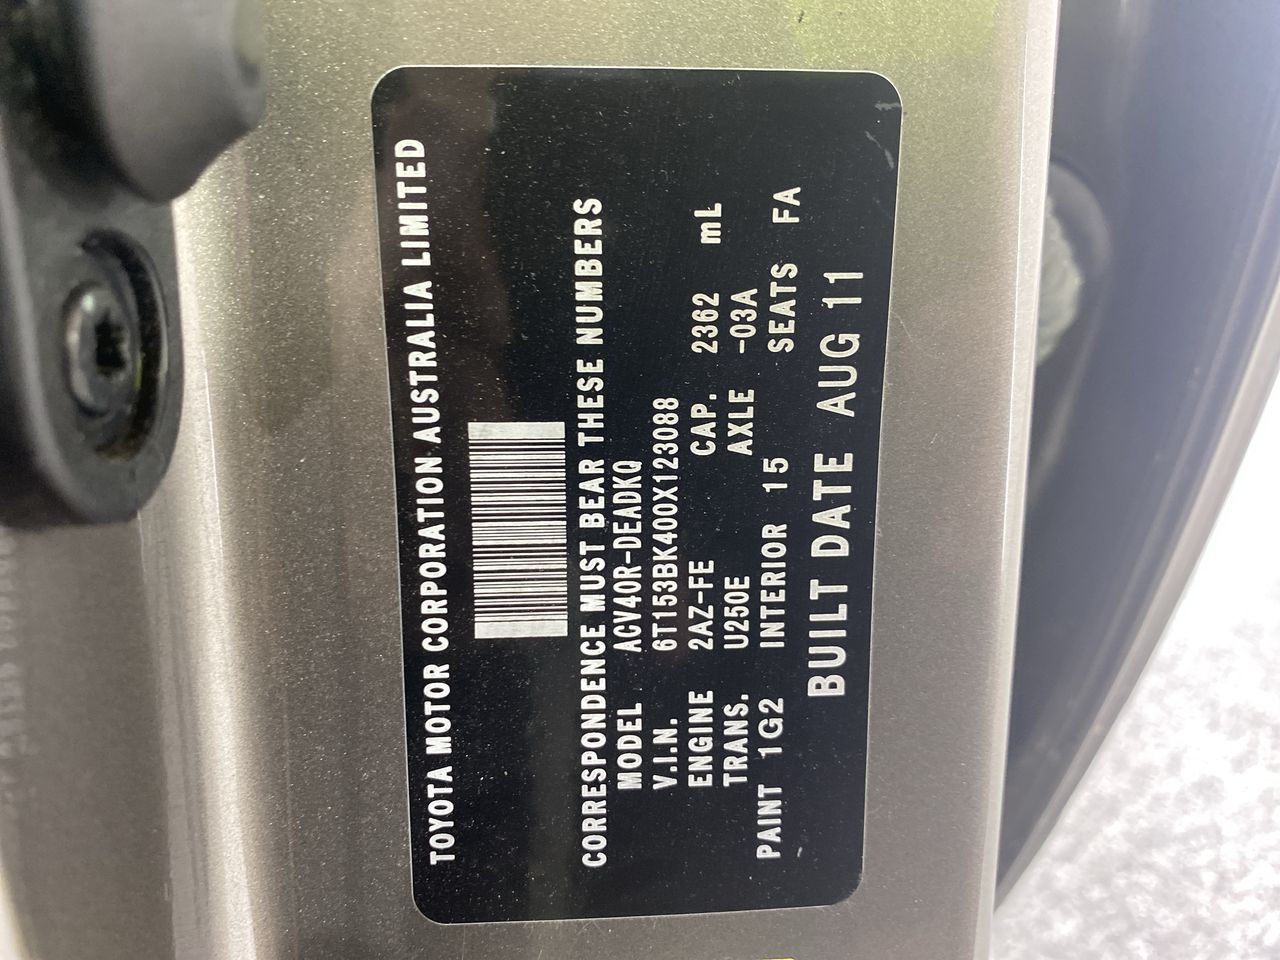 TOYOTA MOTOR CORPORATION AUSTRALIA LIMITED
CORRESPONDENCE MUST BEAR THESE NUMBERS
MODEL ACV40R-DEADKQ
V.I.N. 6T153BK400X123088
ENGINE 2AZ-FE CAP. 2362 mL
TRANS. U250E AXLE -03A
PAINT 1G2 INTERIOR 15 SEATS FA
BUILT DATE AUG 11